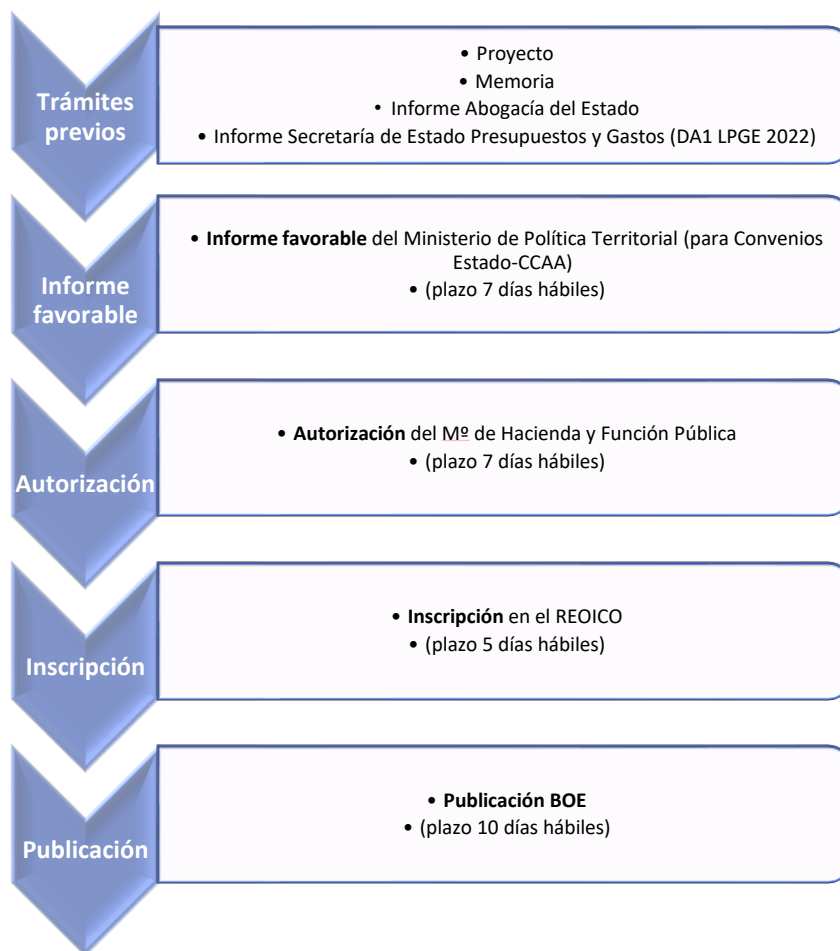 Trámites
previos
• Proyecto
• Memoria
• Informe Abogacía del Estado
• Informe Secretaría de Estado Presupuestos y Gastos (DA1 LPGE 2022)
Informe
favorable
• Informe favorable del Ministerio de Política Territorial (para Convenios
Estado-CCAA)
• (plazo 7 días hábiles)
Autorización
• Autorización del Mº de Hacienda y Función Pública
• (plazo 7 días hábiles)
Inscripción
• Inscripción en el REOICO
• (plazo 5 días hábiles)
Publicación
• Publicación BOE
• (plazo 10 días hábiles)